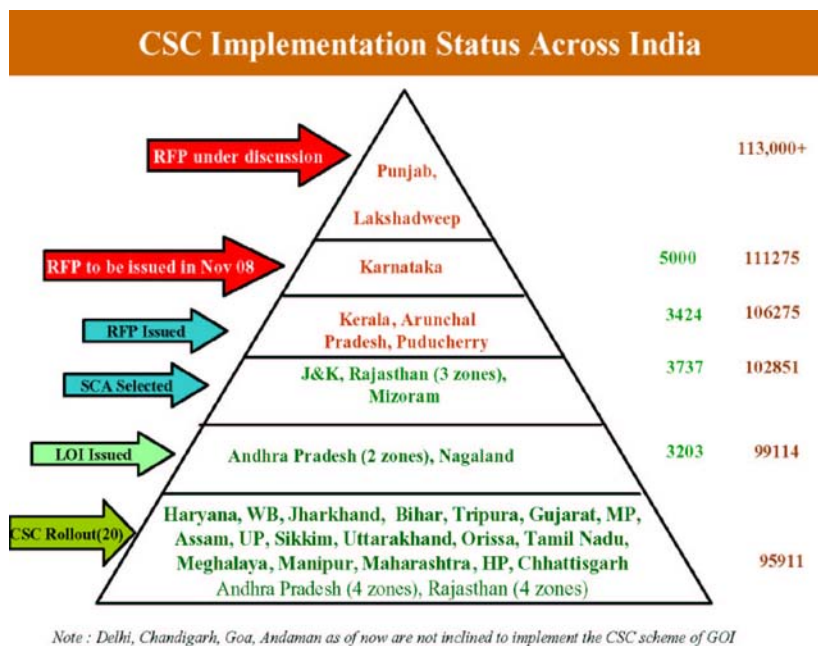 CSC Implementation Status Across India
RFP under discussion
Punjab,
Lakshadweep
113,000+
RFP to be issued in Nov 08
Karnataka
5000
111275
RFP Issued
Kerala, Arunchal
Pradesh, Puducherry
3424
106275
SCA Selected
J&K, Rajasthan (3 zones),
Mizoram
3737
102851
LOI Issued
Andhra Pradesh (2 zones), Nagaland
3203
99114
CSC Rollout(20)
Haryana, WB, Jharkhand, Bihar, Tripura, Gujarat, MP,
Assam, UP, Sikkim, Uttarakhand, Orissa, Tamil Nadu,
Meghalaya, Manipur, Maharashtra, HP, Chhattisgarh
Andhra Pradesh (4 zones), Rajasthan (4 zones)
95911
Note : Delhi, Chandigarh, Goa, Andaman as of now are not inclined to implement the CSC scheme of GOI